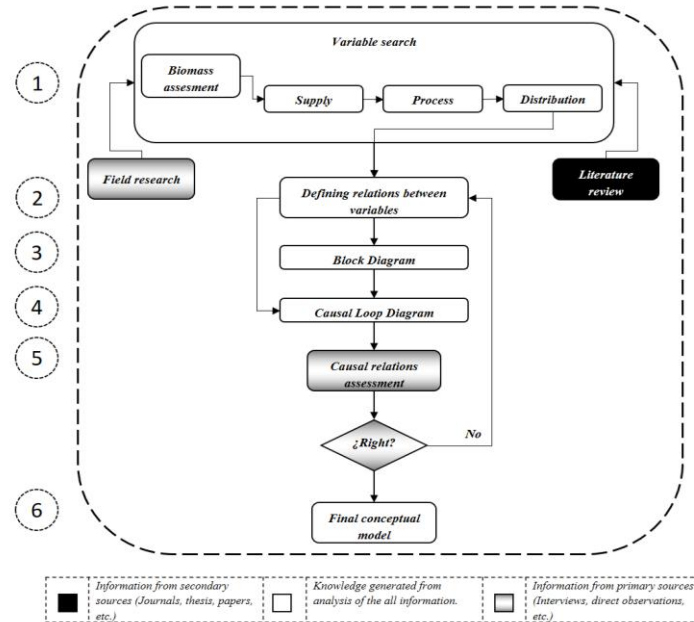 Variable search
1
Biomass
assesment
Supply
Process
Distribution
Field research
Literature
review
2
Defining relations between
variables
3
Block Diagram
4
Causal Loop Diagram
5
Causal relations
assessment
¿Right?
No
6
Final conceptual
model
Information from secondary
sources (Journals, thesis, papers,
etc.)
Knowledge generated from
analysis of the all information.
Information from primary sources
(Interviews, direct observations,
etc.)